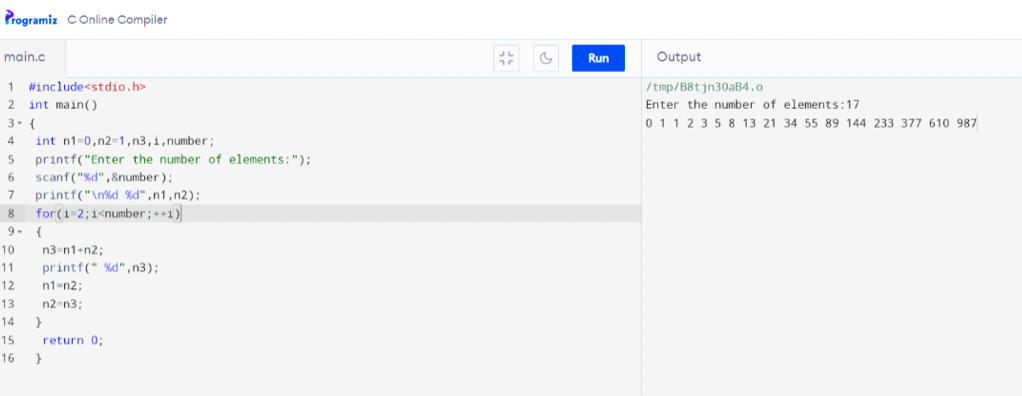 Programiz C Online Compiler
main.c
Run
Output
1 #include<stdio.h>
2 int main()
3 {
4 int n1=0,n2=1,n3,i,number;
5 printf("Enter the number of elements:");
6 scanf("%d",&number);
7 printf("\n%d %d",n1,n2);
8 for(i=2;i<number;++i)
9 {
10 n3=n1+n2;
11 printf(" %d",n3);
12 n1=n2;
13 n2=n3;
14 }
15 return 0;
16 }
/tmp/B8tjn30aB4.o
Enter the number of elements:17
0 1 1 2 3 5 8 13 21 34 55 89 144 233 377 610 987